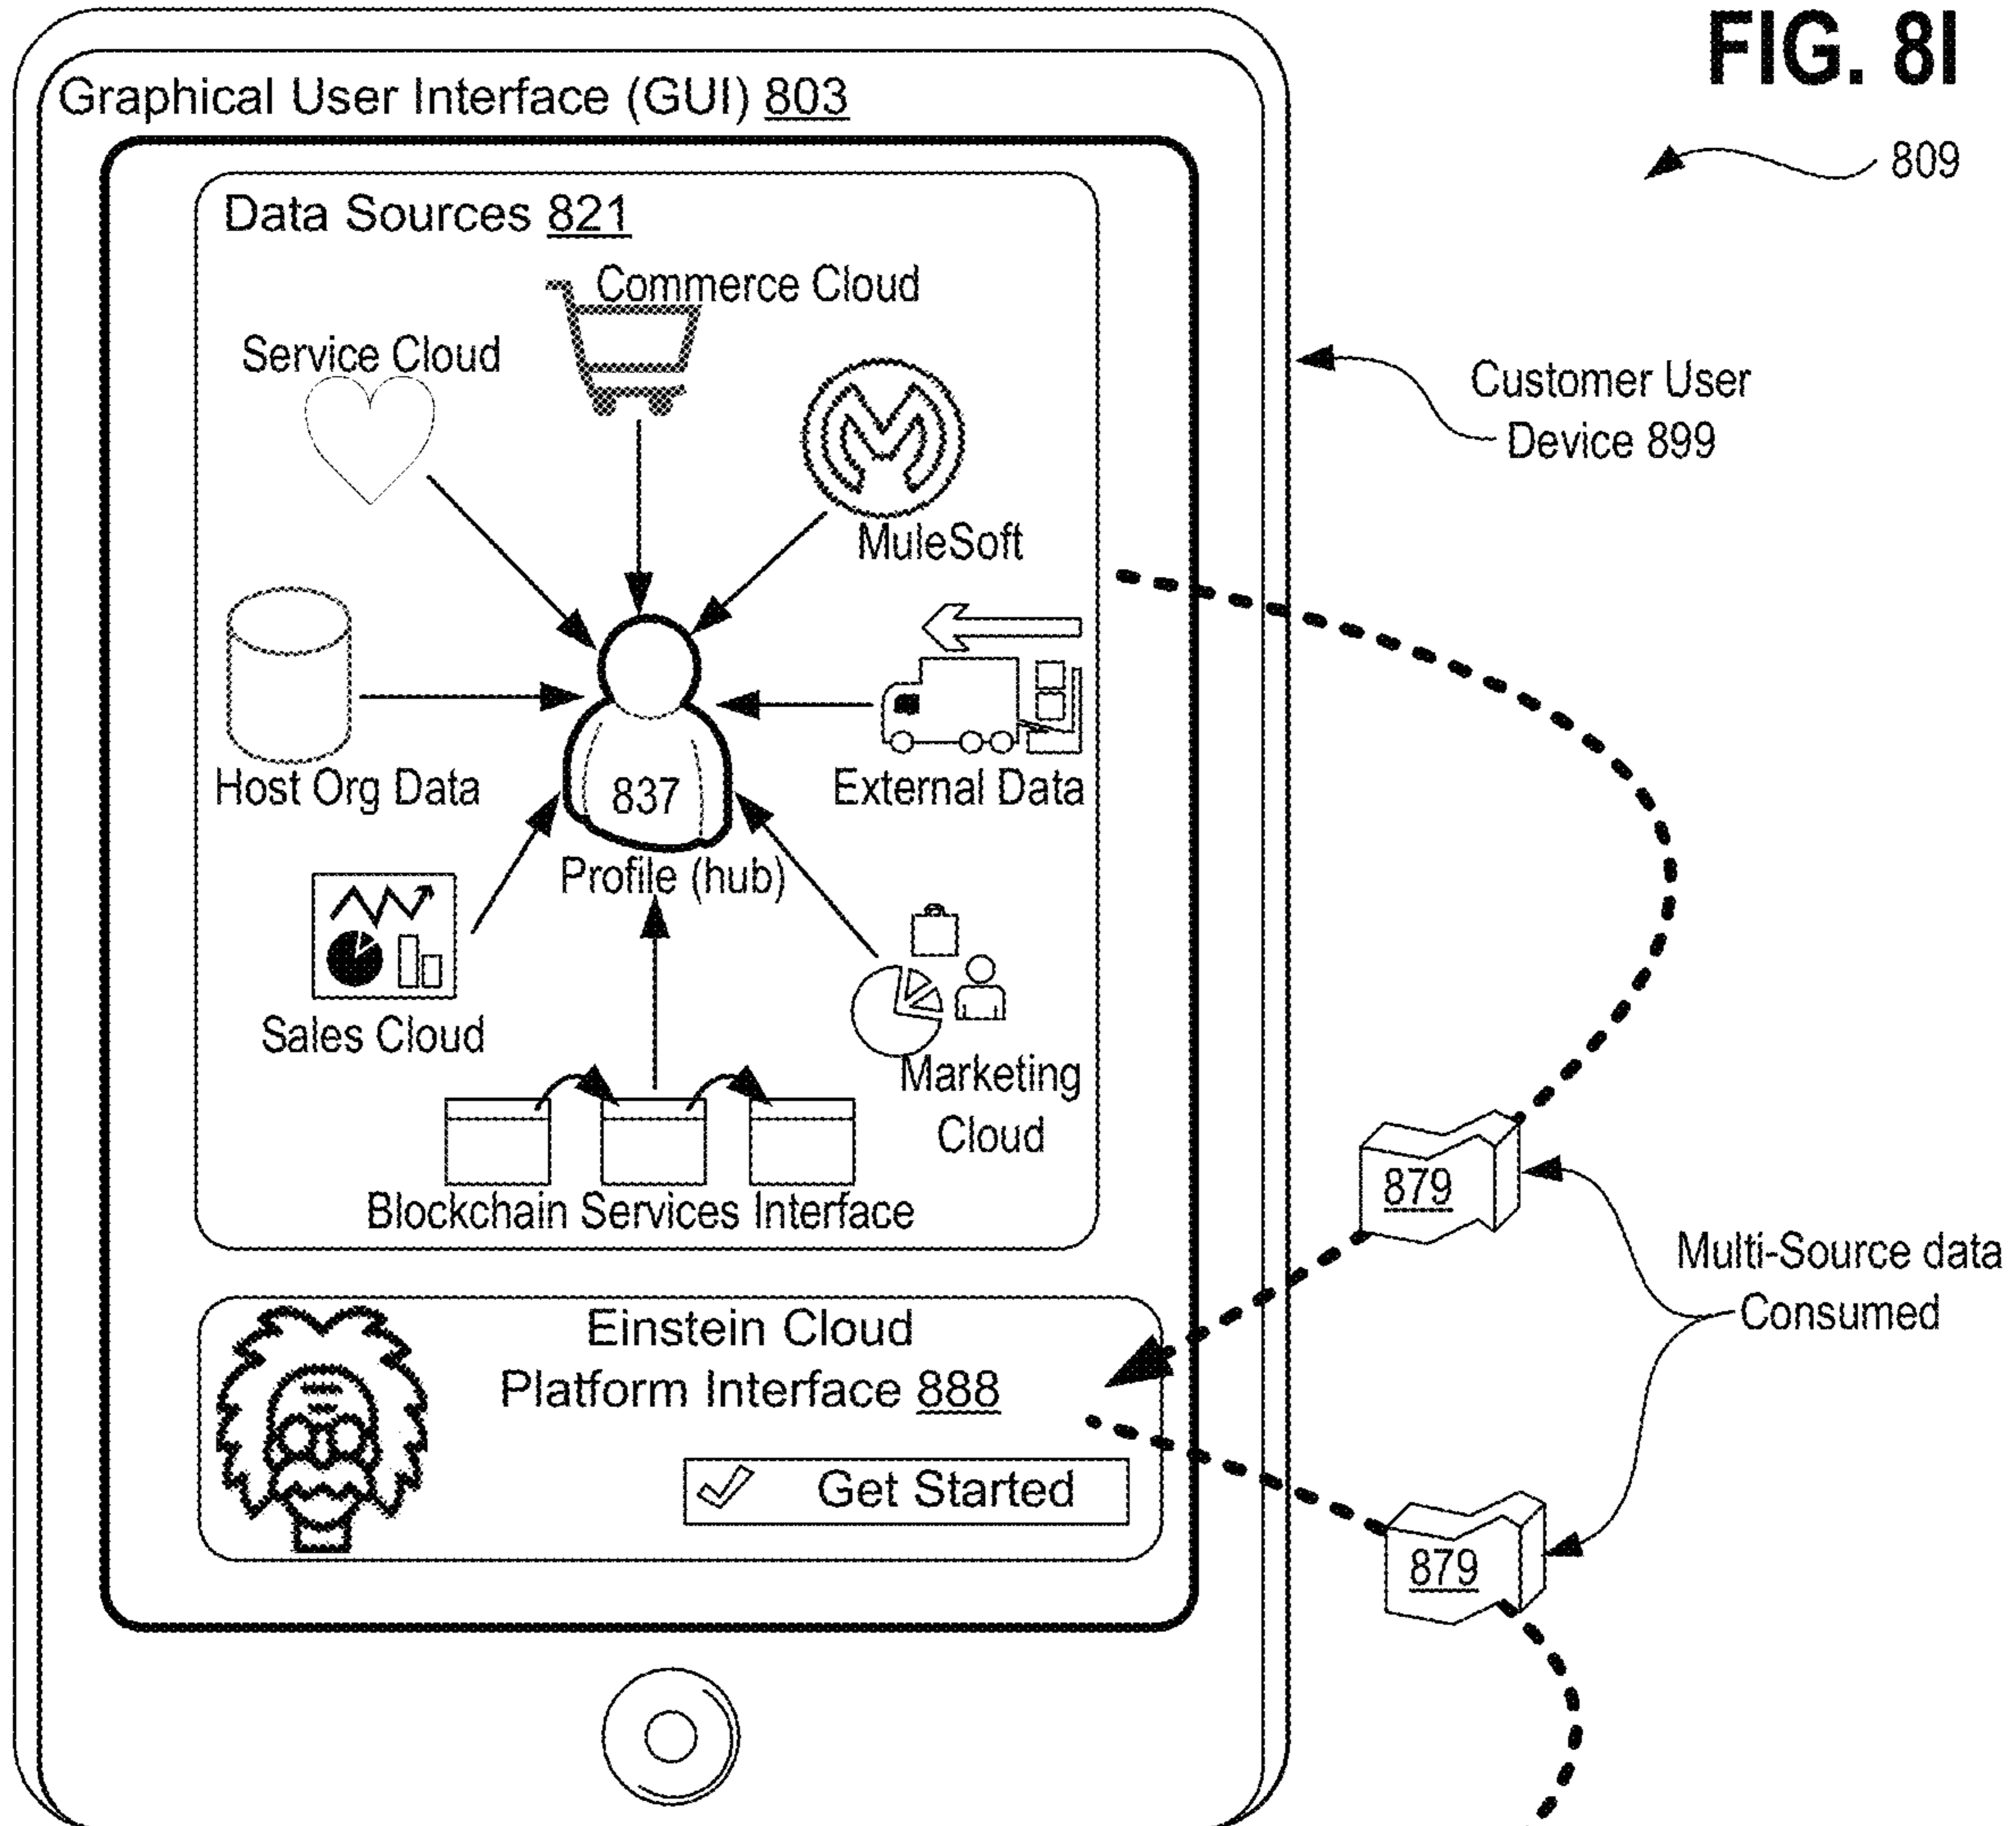 FIG. 8I
Graphical User Interface (GUI) 803
809
Data Sources 821
Commerce Cloud
Service Cloud
Customer User
Device 899
MuleSoft
Host Org Data
837
External Data
Profile (hub)
Sales Cloud
Marketing
Cloud
Blockchain Services Interface
879
Multi-Source data
Consumed
Einstein Cloud
Platform Interface 888
Get Started
879